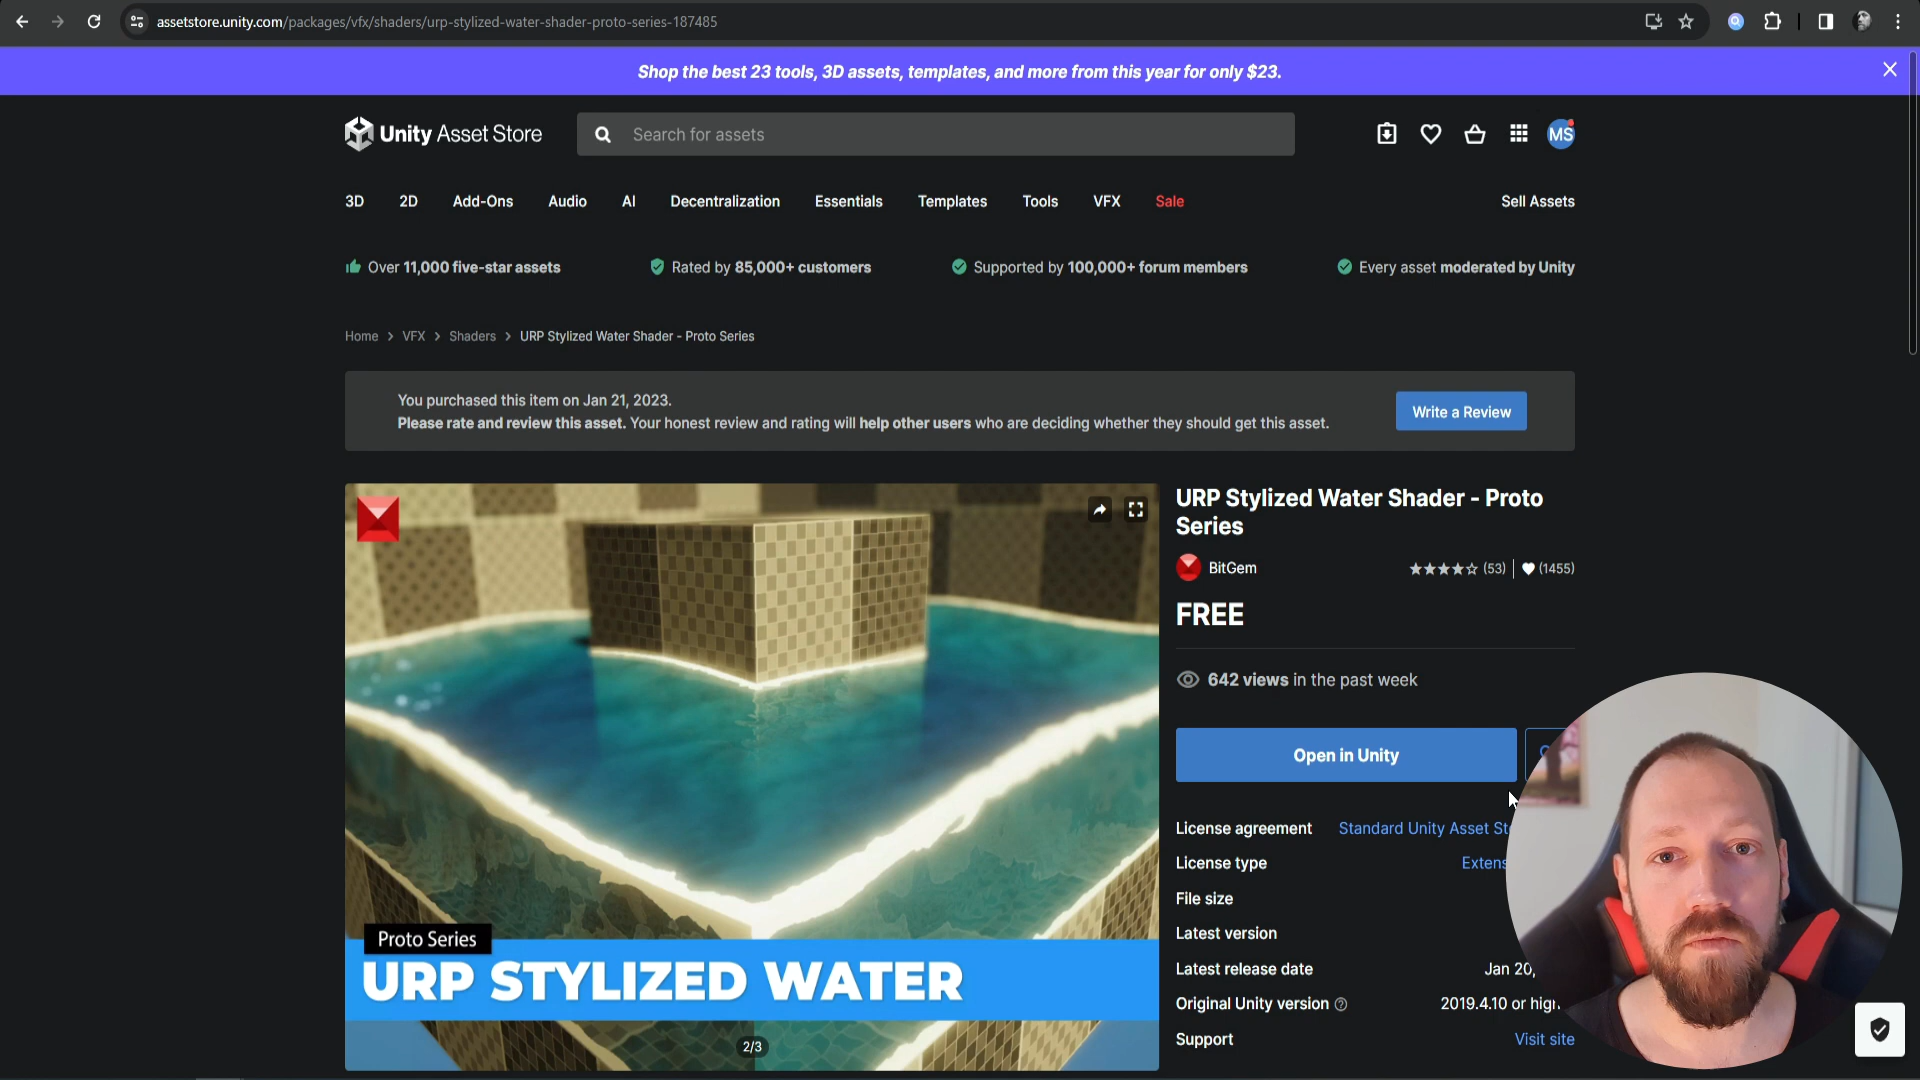 assetstore.unity.com/packages/vfx/shaders/urp-stylized-water-shader-proto-series-187485
Shop the best 23 tools, 3D assets, templates, and more from this year for only $23.
Unity Asset Store
Search for assets
MS
3D 2D Add-Ons Audio AI Decentralization Essentials Templates Tools VFX Sale Sell Assets
Over 11,000 five-star assets Rated by 85,000+ customers Supported by 100,000+ forum members Every asset moderated by Unity
Home > VFX > Shaders > URP Stylized Water Shader - Proto Series
You purchased this item on Jan 21, 2023.
Please rate and review this asset. Your honest review and rating will help other users who are deciding whether they should get this asset.
Write a Review
URP Stylized Water Shader - Proto
Series
BitGem
(53) (1455)
FREE
642 views in the past week
Open in Unity
License agreement Standard Unity Asset
License type
File size
Latest version
Latest release date Jan 20,
Original Unity version 2019.4.10 or
Support Visit site
Proto Series
URP STYLIZED WATER
2/3